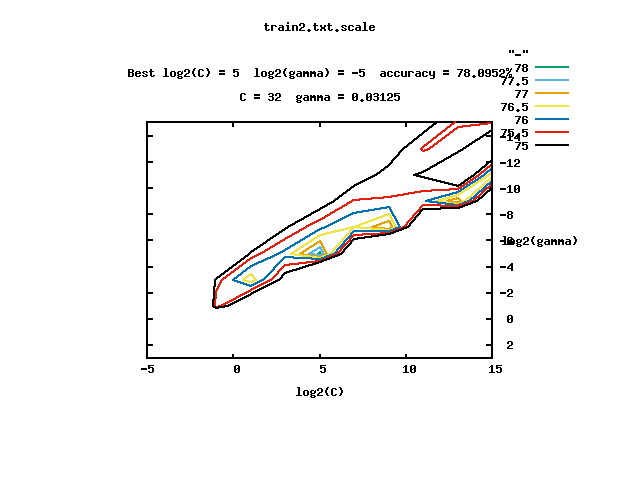 train2.txt.scale
"-"
Best log2(C) = 5  log2(gamma) = -5  accuracy = 78.0952%
C = 32  gamma = 0.03125
78
77.5
77
76.5
76
75.5
75
-14
-12
-10
-8
-6
log2(gamma)
-4
-2
0
2
-5 0 5 10 15
log2(C)